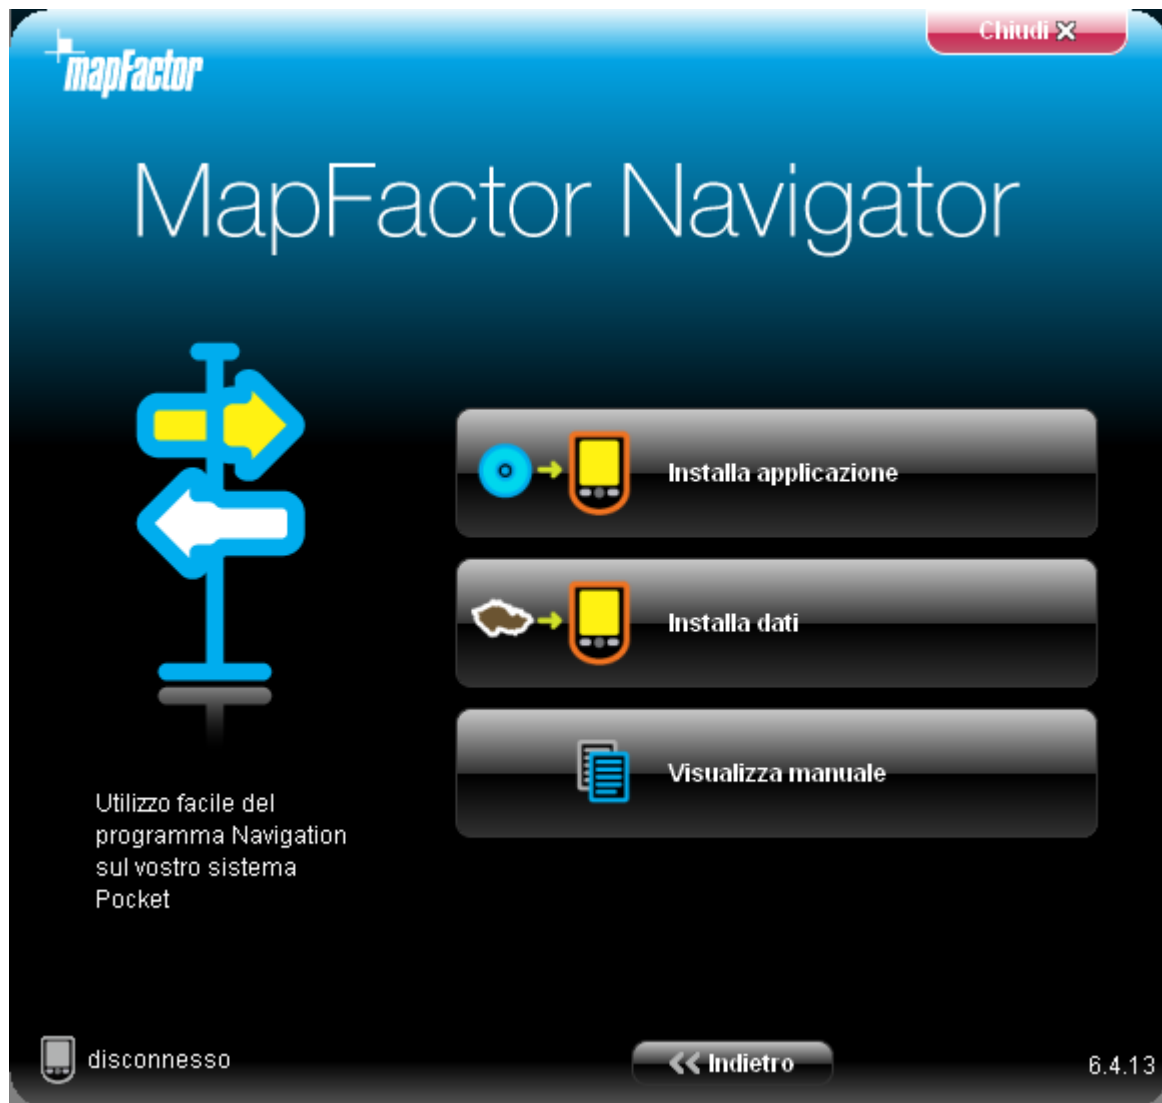 Chiudi
mapFactor
MapFactor Navigator
Installa applicazione
Installa dati
Visualizza manuale
Utilizzo facile del
programma Navigation
sul vostro sistema
Pocket
disconnesso
Indietro
6.4.13